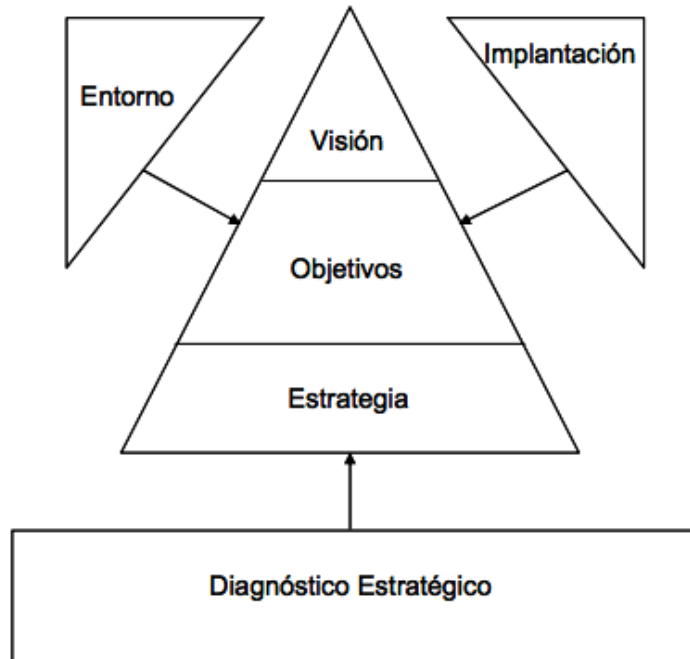 Entorno
Implantación
Visión
Objetivos
Estrategia
Diagnóstico Estratégico